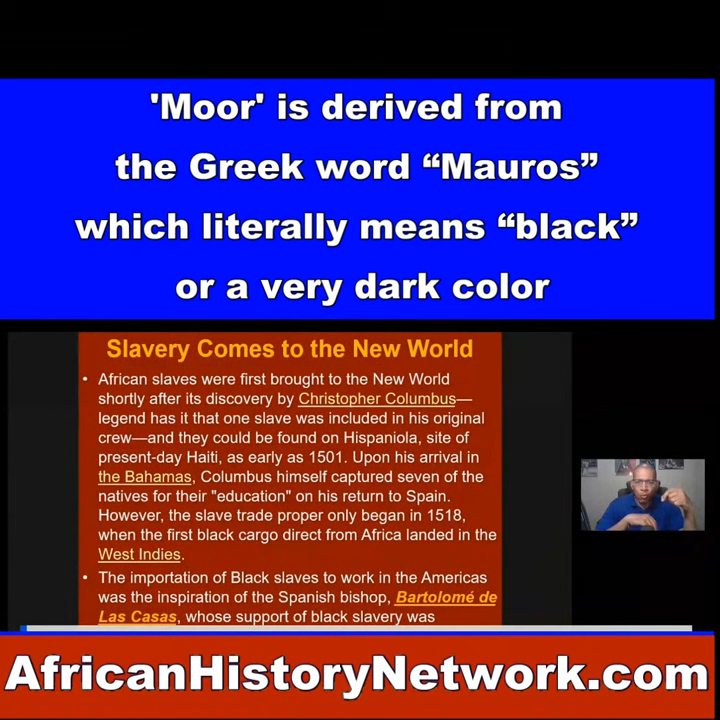 'Moor' is derived from
the Greek word “Mauros”
which literally means “black”
or a very dark color
Slavery Comes to the New World
• African slaves were first brought to the New World
shortly after its discovery by Christopher Columbus—
legend has it that one slave was included in his original
crew—and they could be found on Hispaniola, site of
present-day Haiti, as early as 1501. Upon his arrival in
the Bahamas, Columbus himself captured seven of the
natives for their "education" on his return to Spain.
However, the slave trade proper only began in 1518,
when the first black cargo direct from Africa landed in the
West Indies.
• The importation of Black slaves to work in the Americas
was the inspiration of the Spanish bishop, Bartolomé de
Las Casas, whose support of black slavery was
AfricanHistoryNetwork.com